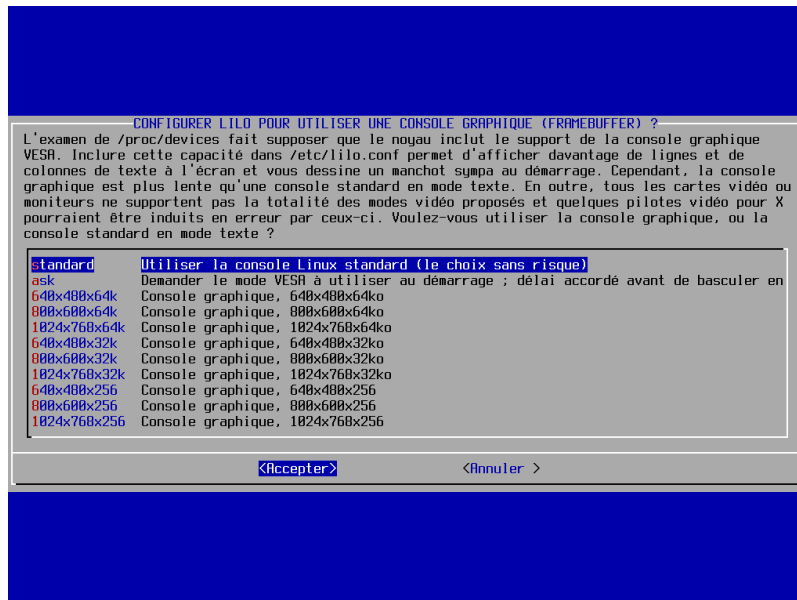 CONFIGURER LILO POUR UTILISER UNE CONSOLE GRAPHIQUE (FRAMEBUFFER) ?
L'examen de /proc/devices fait supposer que le noyau inclut le support de la console graphique
VESA. Inclure cette capacité dans /etc/lilo.conf permet d'afficher davantage de lignes et de
colonnes de texte à l'écran et vous dessine un manchot sympa au démarrage. Cependant, la console
graphique est plus lente qu'une console standard en mode texte. En outre, tous les cartes vidéo ou
moniteurs ne supportent pas la totalité des modes vidéo proposés et quelques pilotes vidéo pour X
pourraient être induits en erreur par ceux-ci. Voulez-vous utiliser la console graphique, ou la
console standard en mode texte ?
standard Utiliser la console Linux standard (le choix sans risque)
ask Demander le mode VESA à utiliser au démarrage ; délai accordé avant de basculer en
640x480x64k Console graphique, 640x480x64ko
800x600x64k Console graphique, 800x600x64ko
1024x768x64k Console graphique, 1024x768x64ko
640x480x32k Console graphique, 640x480x32ko
800x600x32k Console graphique, 800x600x32ko
1024x768x32k Console graphique, 1024x768x32ko
640x480x256 Console graphique, 640x480x256
800x600x256 Console graphique, 800x600x256
1024x768x256 Console graphique, 1024x768x256
<Accepter> <Annuler >